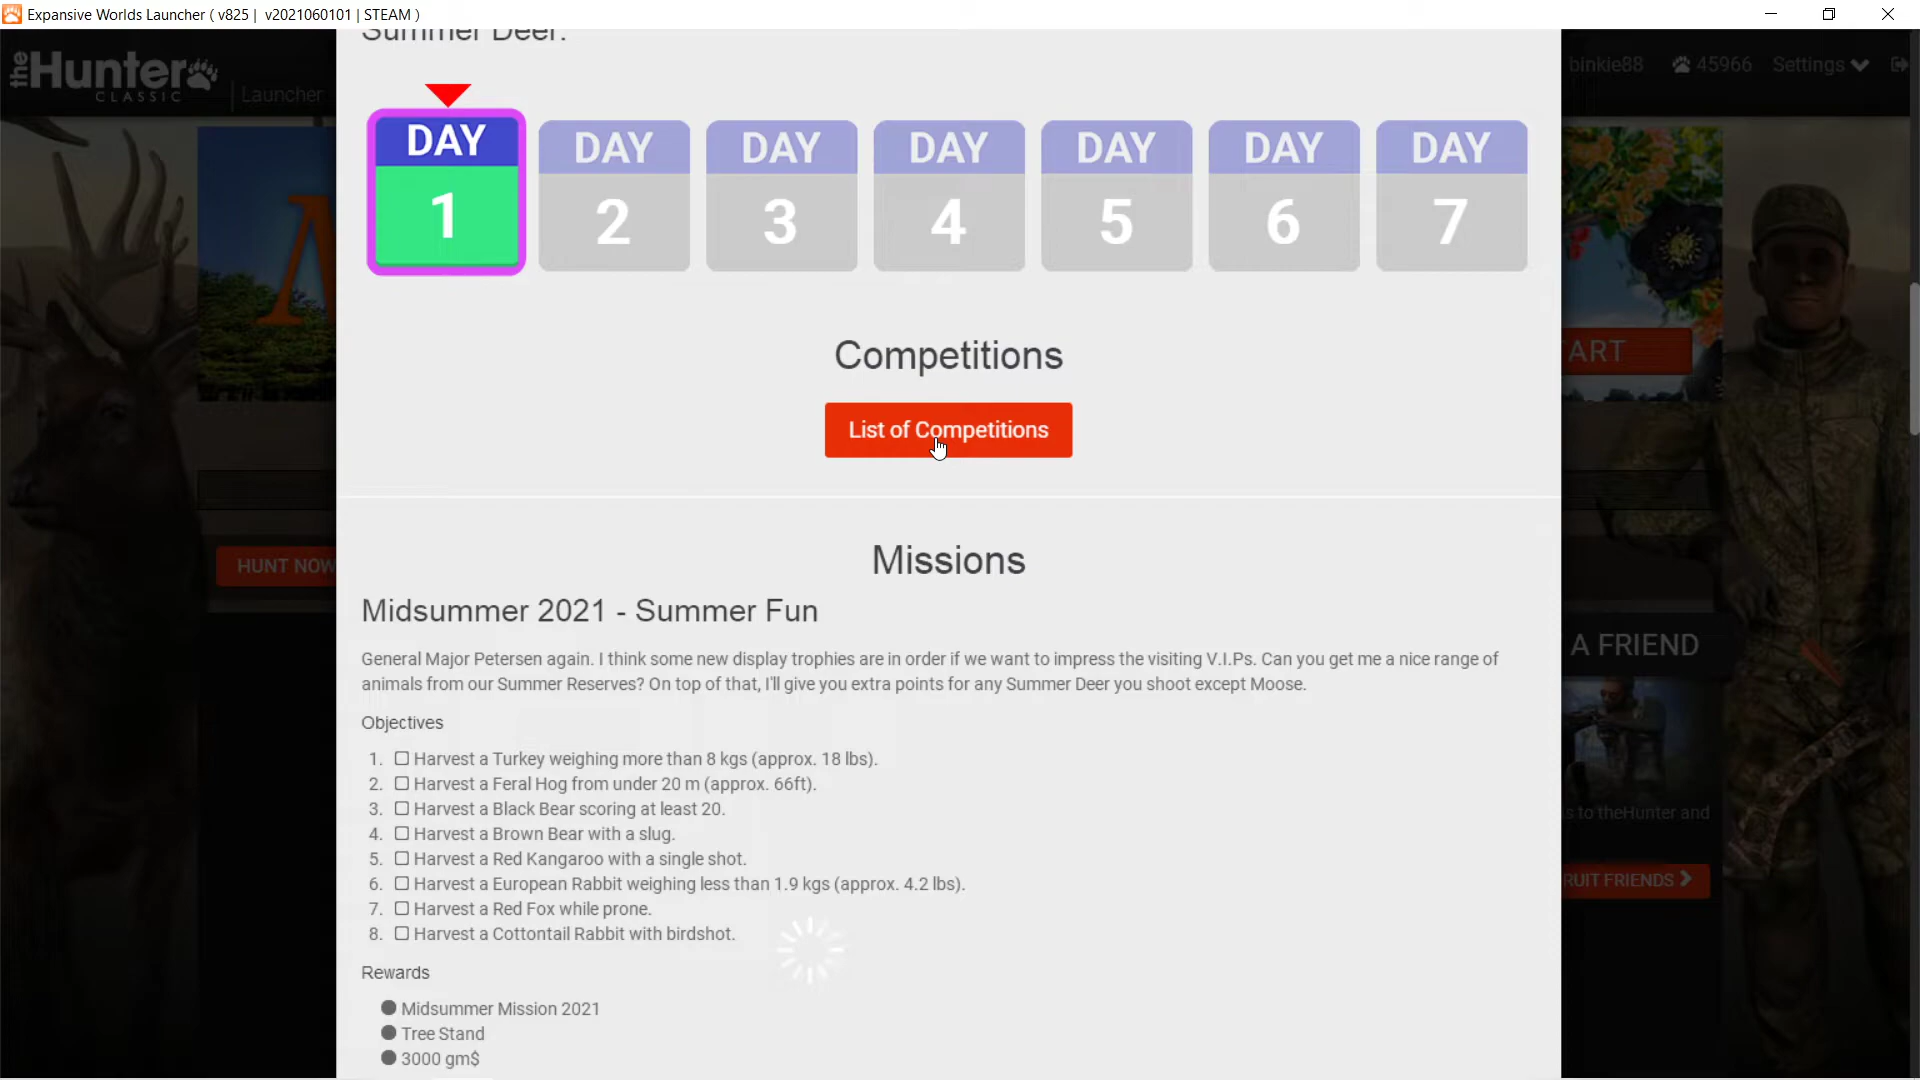 Expansive Worlds Launcher ( v825 | v2021060101 | STEAM )
Summer Deer.
theHunter
CLASSIC
Launcher
binkie88 45966 Settings
DAY DAY DAY DAY DAY DAY DAY
1 2 3 4 5 6 7
Competitions
ART
List of Competitions
Missions
HUNT NOW
Midsummer 2021 - Summer Fun
A FRIEND
General Major Petersen again. I think some new display trophies are in order if we want to impress the visiting V.I.Ps. Can you get me a nice range of
animals from our Summer Reserves? On top of that, I'll give you extra points for any Summer Deer you shoot except Moose.
Objectives
1. Harvest a Turkey weighing more than 8 kgs (approx. 18 lbs).
2. Harvest a Feral Hog from under 20 m (approx. 66ft).
3. Harvest a Black Bear scoring at least 20.
s to theHunter and
4. Harvest a Brown Bear with a slug.
5. Harvest a Red Kangaroo with a single shot.
6. Harvest a European Rabbit weighing less than 1.9 kgs (approx. 4.2 lbs).
RUIT FRIENDS
7. Harvest a Red Fox while prone.
8. Harvest a Cottontail Rabbit with birdshot.
Rewards
Midsummer Mission 2021
Tree Stand
3000 gm$